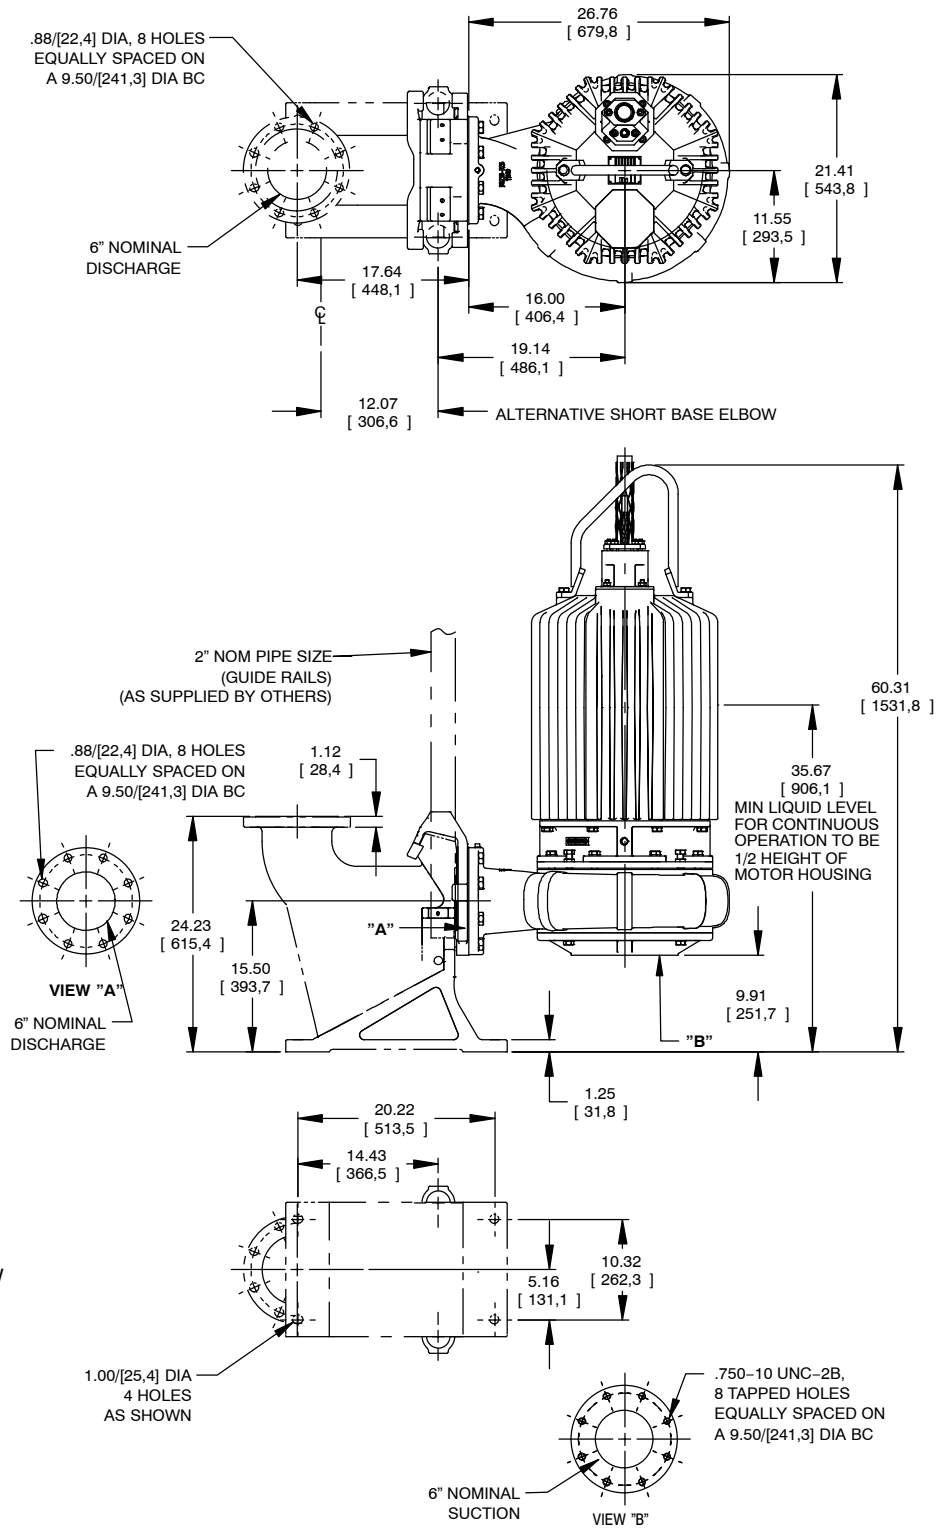 26.76
[ 679,8 ]
.88/[22,4] DIA, 8 HOLES
EQUALLY SPACED ON
A 9.50/[241,3] DIA BC
21.41
[ 543,8 ]
11.55
[ 293,5 ]
6” NOMINAL
DISCHARGE
17.64
[ 448,1 ]
16.00
[ 406,4 ]
CL
19.14
[ 486,1 ]
12.07
[ 306,6 ]
ALTERNATIVE SHORT BASE ELBOW
2” NOM PIPE SIZE
(GUIDE RAILS)
(AS SUPPLIED BY OTHERS)
60.31
[ 1531,8 ]
.88/[22,4] DIA, 8 HOLES
EQUALLY SPACED ON
A 9.50/[241,3] DIA BC
1.12
[ 28,4 ]
35.67
[ 906,1 ]
MIN LIQUID LEVEL
FOR CONTINUOUS
OPERATION TO BE
1/2 HEIGHT OF
MOTOR HOUSING
24.23
[ 615,4 ]
”A”
15.50
[ 393,7 ]
VIEW ”A”
6” NOMINAL
DISCHARGE
9.91
[ 251,7 ]
”B”
1.25
[ 31,8 ]
20.22
[ 513,5 ]
14.43
[ 366,5 ]
10.32
[ 262,3 ]
5.16
[ 131,1 ]
1.00/[25,4] DIA
4 HOLES
AS SHOWN
.750–10 UNC–2B,
8 TAPPED HOLES
EQUALLY SPACED ON
A 9.50/[241,3] DIA BC
6” NOMINAL
SUCTION
VIEW ”B”